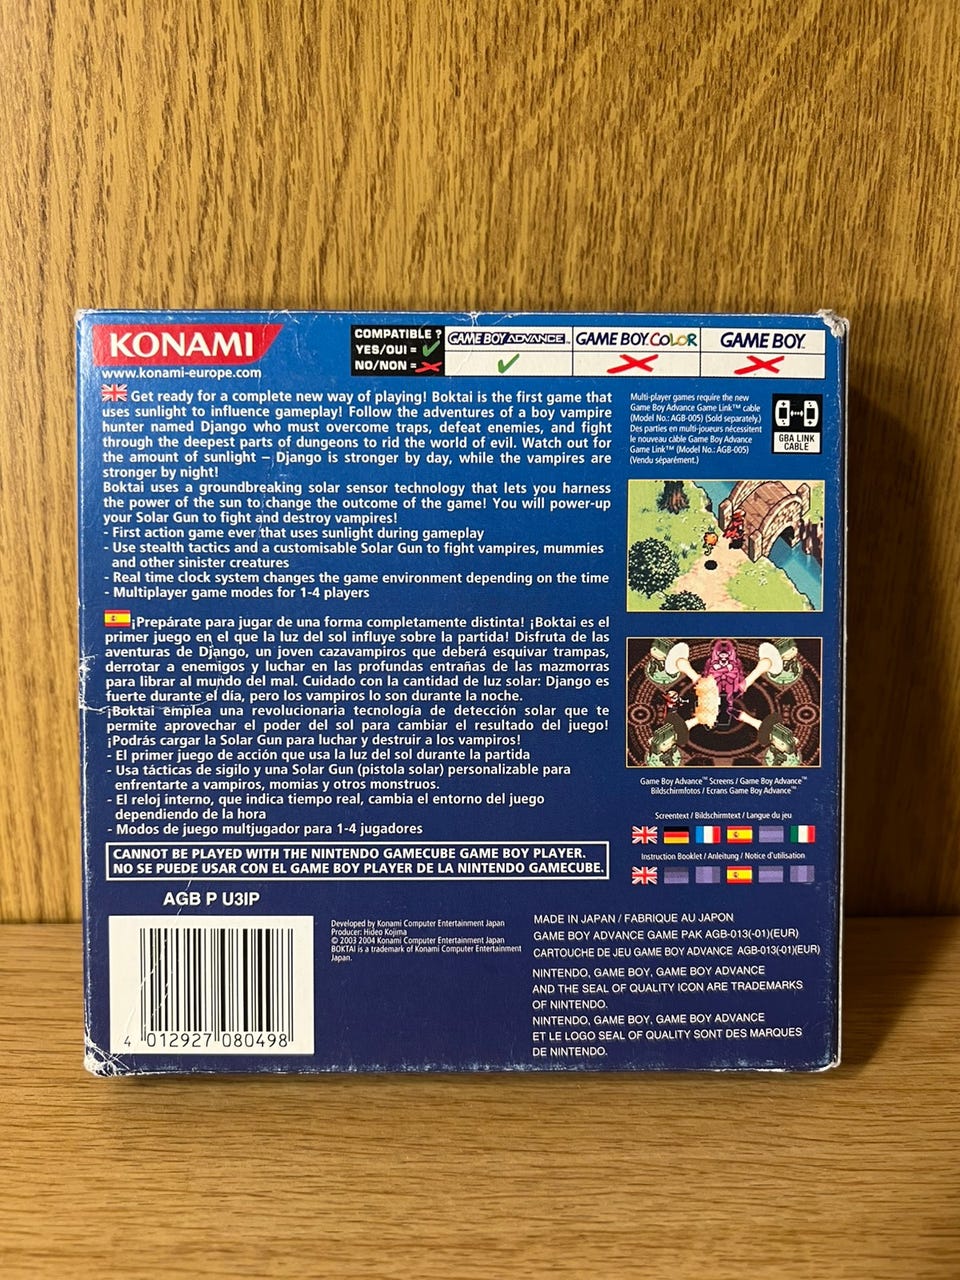 KONAMI
www.konami-europe.com
COMPATIBLE ?
YES/OUI =
NO/NON =
GAME BOY ADVANCE™
GAME BOY COLOR
GAME BOY
Get ready for a complete new way of playing! Boktai is the first game that
uses sunlight to influence gameplay! Follow the adventures of a boy vampire
hunter named Django who must overcome traps, defeat enemies, and fight
through the deepest parts of dungeons to rid the world of evil. Watch out for
the amount of sunlight – Django is stronger by day, while the vampires are
stronger by night!
Boktai uses a groundbreaking solar sensor technology that lets you harness
the power of the sun to change the outcome of the game! You will power-up
your Solar Gun to fight and destroy vampires!
- First action game ever that uses sunlight during gameplay
- Use stealth tactics and a customisable Solar Gun to fight vampires, mummies
and other sinister creatures
- Real time clock system changes the game environment depending on the time
- Multiplayer game modes for 1-4 players
¡Prepárate para jugar de una forma completamente distinta! ¡Boktai es el
primer juego en el que la luz del sol influye sobre la partida! Disfruta de las
aventuras de Django, un joven cazavampiros que deberá esquivar trampas,
derrotar a enemigos y luchar en las profundas entrañas de las mazmorras
para librar al mundo del mal. Cuidado con la cantidad de luz solar: Django es
fuerte durante el día, pero los vampiros lo son durante la noche.
¡Boktai emplea una revolucionaria tecnología de detección solar que te
permite aprovechar el poder del sol para cambiar el resultado del juego!
¡Podrás cargar la Solar Gun para luchar y destruir a los vampiros!
- El primer juego de acción que usa la luz del sol durante la partida
- Usa tácticas de sigilo y una Solar Gun (pistola solar) personalizable para
enfrentarte a vampiros, momias y otros monstruos.
- El reloj interno, que indica tiempo real, cambia el entorno del juego
dependiendo de la hora
- Modos de juego multjugador para 1-4 jugadores
CANNOT BE PLAYED WITH THE NINTENDO GAMECUBE GAME BOY PLAYER.
NO SE PUEDE USAR CON EL GAME BOY PLAYER DE LA NINTENDO GAMECUBE.
Multi-player games require the new
Game Boy Advance Game Link™ cable
(Model No.: AGB-005) (Sold separately.)
Des parties en multi-joueurs nécessitent
le nouveau câble Game Boy Advance
Game Link™ (Model No.: AGB-005)
(Vendu séparément.)
GBA LINK
CABLE
Game Boy Advance™ Screens / Game Boy Advance™
Bildschirmfotos / Ecrans Game Boy Advance™
Screentext / Bildschirmtext / Langue du jeu
Instruction Booklet / Anleitung / Notice d'utilisation
AGB P U3IP
4 012927 080498
Developed by Konami Computer Entertainment Japan
Producer: Hideo Kojima
© 2003 2004 Konami Computer Entertainment Japan
BOKTAI is a trademark of Konami Computer Entertainment
Japan.
MADE IN JAPAN / FABRIQUE AU JAPON
GAME BOY ADVANCE GAME PAK AGB-013(-01)(EUR)
CARTOUCHE DE JEU GAME BOY ADVANCE AGB-013(-01)(EUR)
NINTENDO, GAME BOY, GAME BOY ADVANCE
AND THE SEAL OF QUALITY ICON ARE TRADEMARKS
OF NINTENDO.
NINTENDO, GAME BOY, GAME BOY ADVANCE
ET LE LOGO SEAL OF QUALITY SONT DES MARQUES
DE NINTENDO.